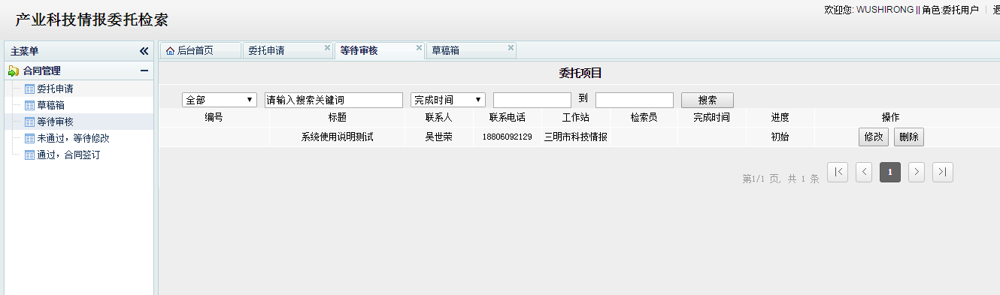 欢迎您: WUSHIRONG || 角色:委托用户 | 退
产业科技情报委托检索
主菜单
合同管理
委托申请
草稿箱
等待审核
未通过，等待修改
通过，合同签订
后台首页 委托申请 等待审核 草稿箱
委托项目
全部 请输入搜索关键词 完成时间 到 搜索
编号 标题 联系人 联系电话 工作站 检索员 完成时间 进度 操作
系统使用说明测试 吴世荣 18806092129 三明市科技情报 初始 修改 删除
第1/1 页, 共 1 条 |< < 1 > >|